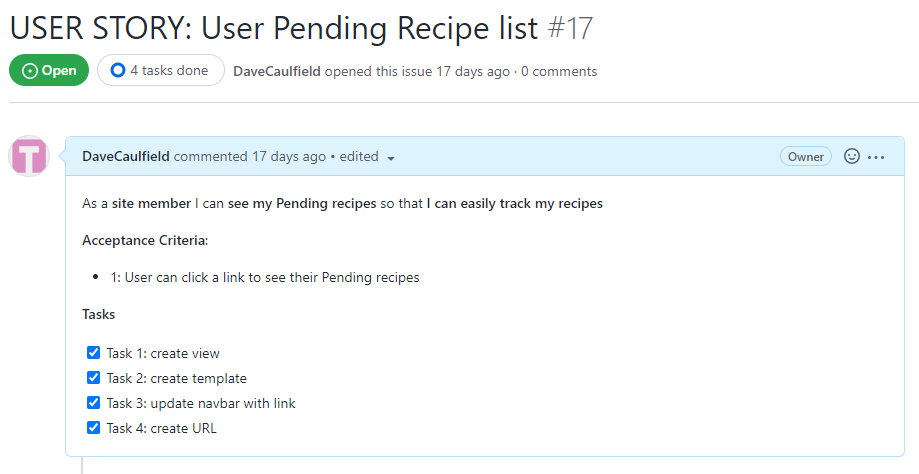 USER STORY: User Pending Recipe list #17
Open 4 tasks done DaveCaulfield opened this issue 17 days ago · 0 comments
DaveCaulfield commented 17 days ago • edited Owner
As a site member I can see my Pending recipes so that I can easily track my recipes
Acceptance Criteria:
• 1: User can click a link to see their Pending recipes
Tasks
Task 1: create view
Task 2: create template
Task 3: update navbar with link
Task 4: create URL